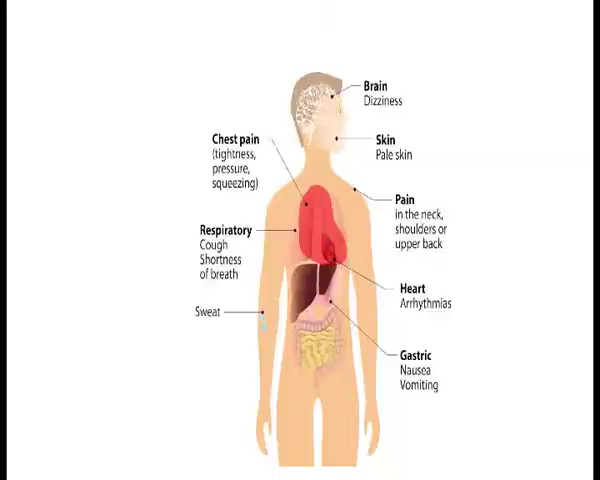 Brain
Dizziness
Skin
Pale skin
Chest pain
(tightness,
pressure,
squeezing)
Pain
in the neck,
shoulders or
upper back
Respiratory
Cough
Shortness
of breath
Heart
Arrhythmias
Sweat
Gastric
Nausea
Vomiting